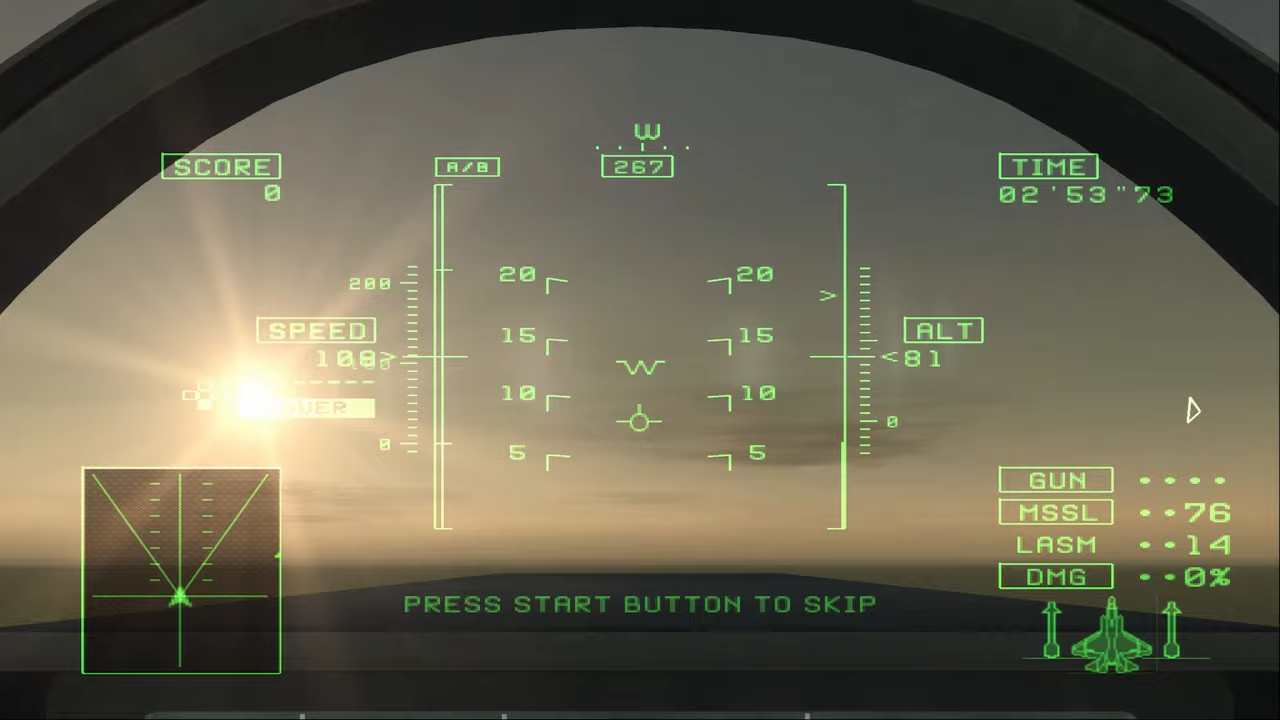 W
SCORE
A/B
267
TIME
0
02'53"73
20 20
200
SPEED
15 15
ALT
108>
<81
10 10
0
0
5 5
GUN ....
MSSL ..76
LASM ..14
DMG ..0%
PRESS START BUTTON TO SKIP